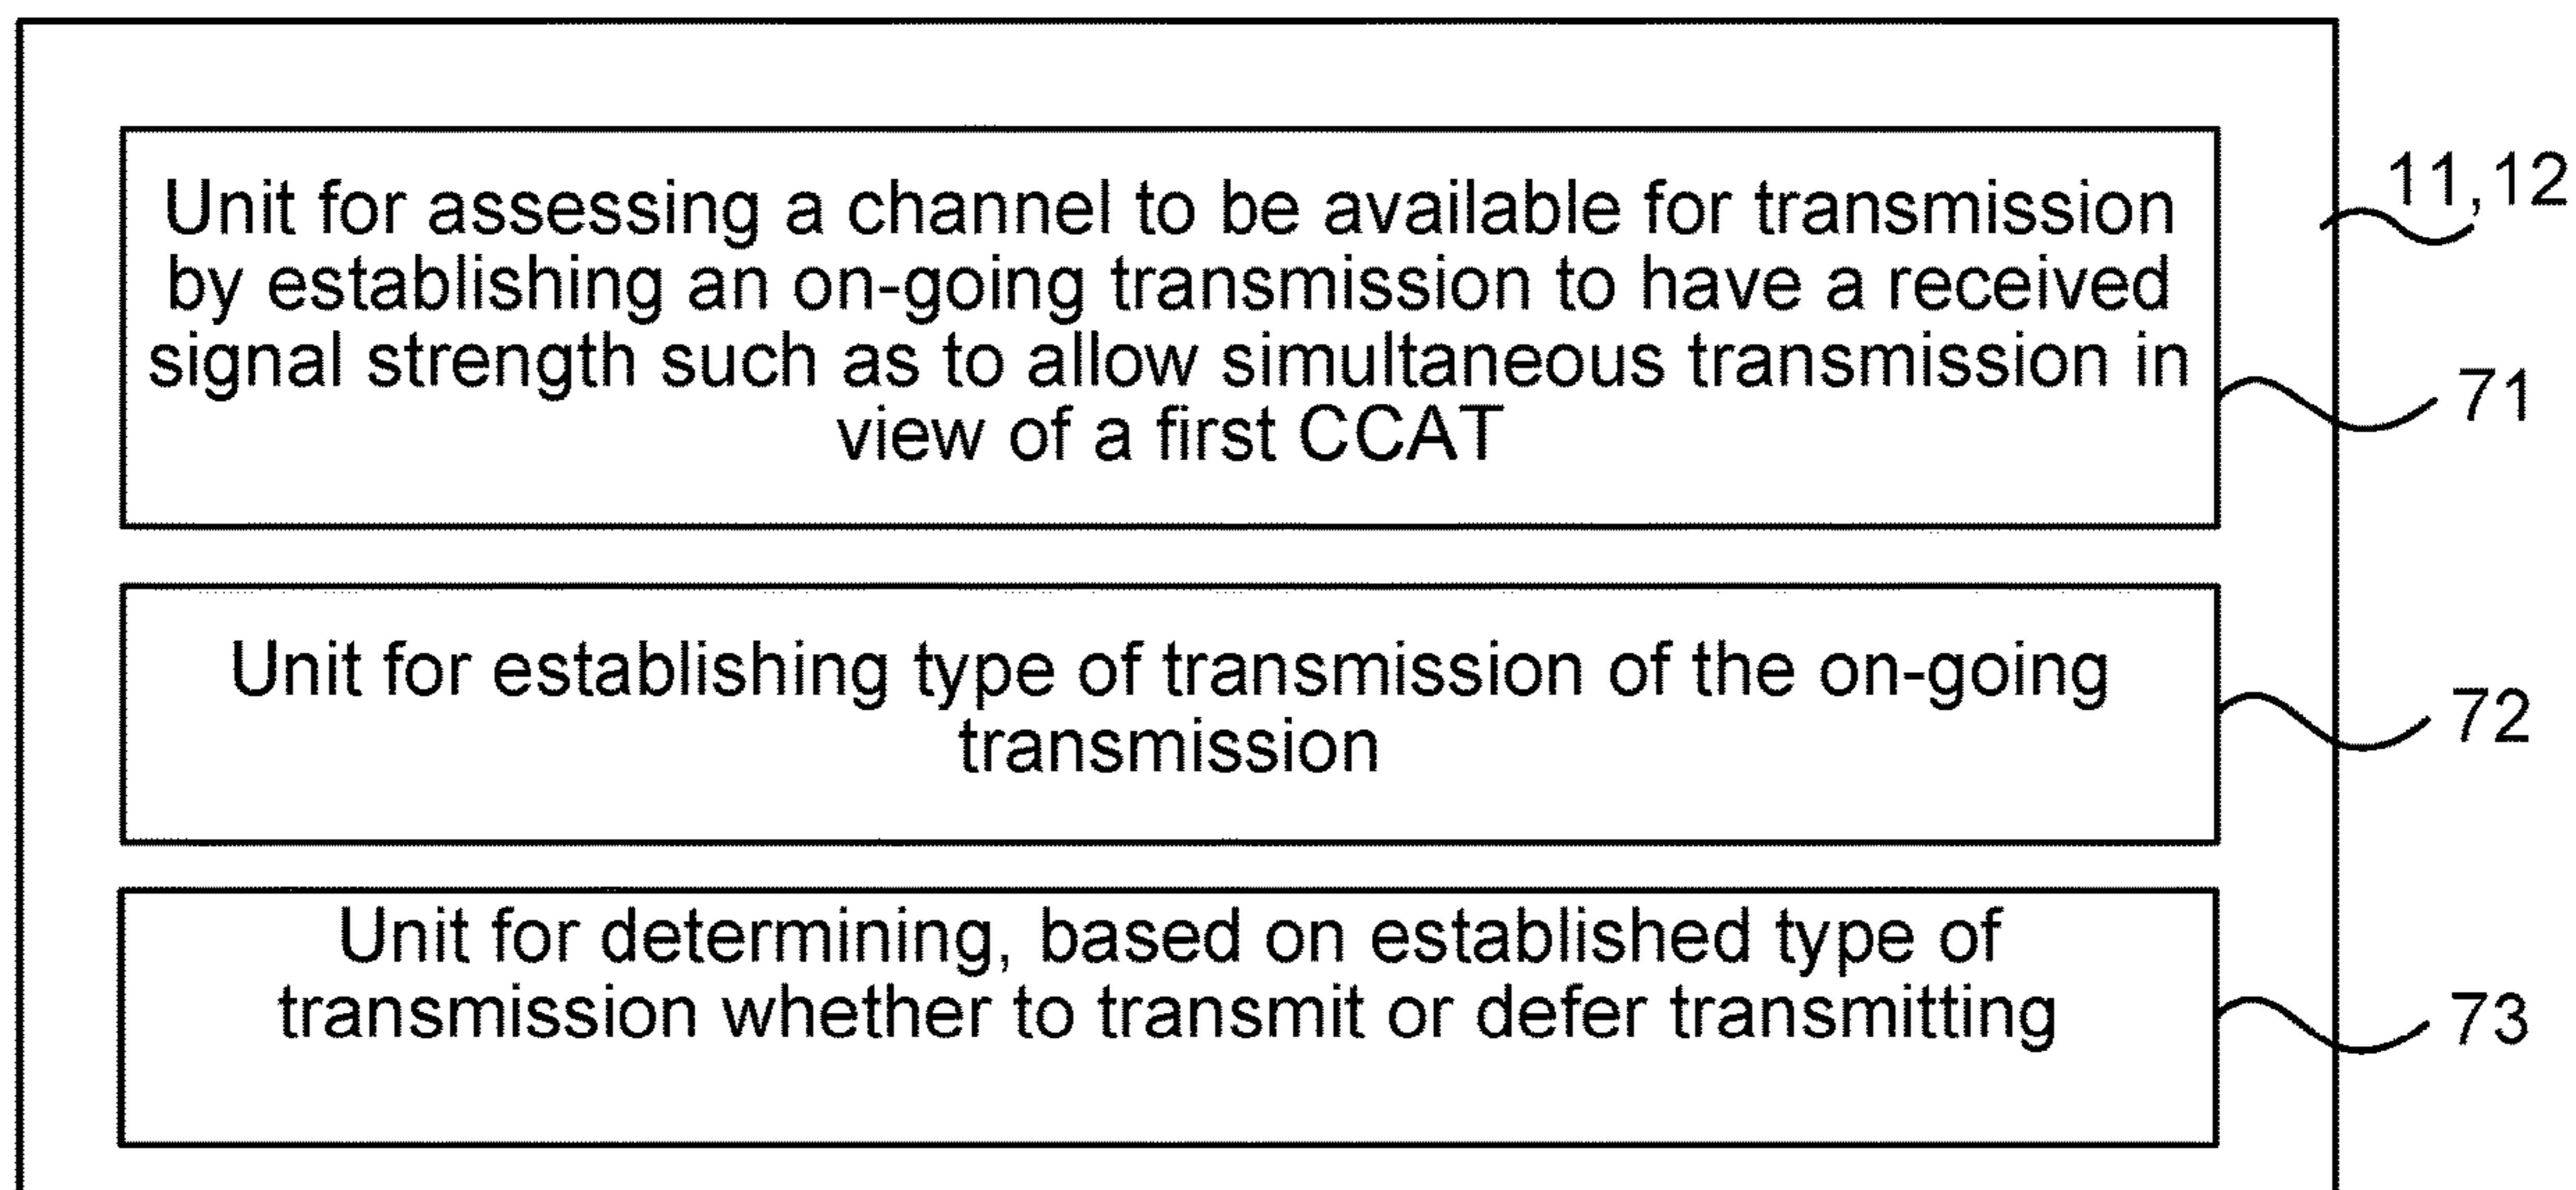 Unit for assessing a channel to be available for transmission
by establishing an on-going transmission to have a received
signal strength such as to allow simultaneous transmission in
view of a first CCAT
11,12
71
Unit for establishing type of transmission of the on-going
transmission
72
Unit for determining, based on established type of
transmission whether to transmit or defer transmitting
73